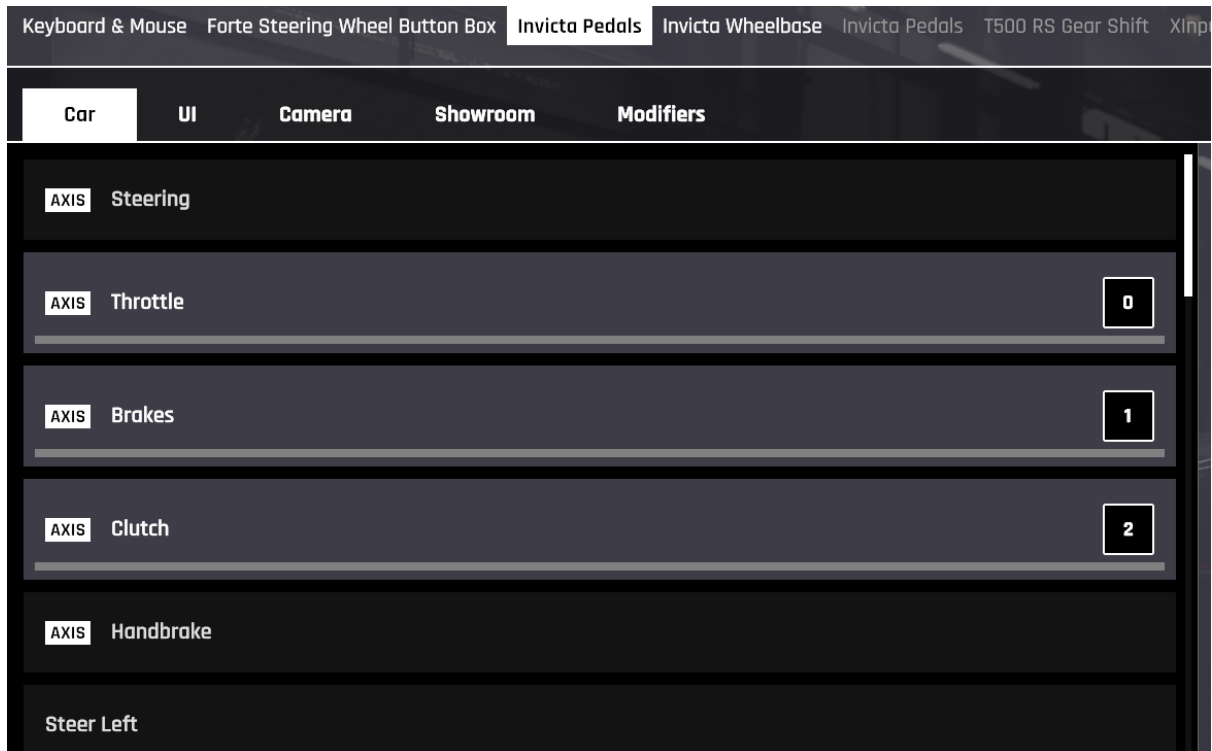 Keyboard & Mouse Forte Steering Wheel Button Box Invicta Pedals Invicta Wheelbase Invicta Pedals T500 RS Gear Shift
Car UI Camera Showroom Modifiers
AXIS Steering
AXIS Throttle 0
AXIS Brakes 1
AXIS Clutch 2
AXIS Handbrake
Steer Left